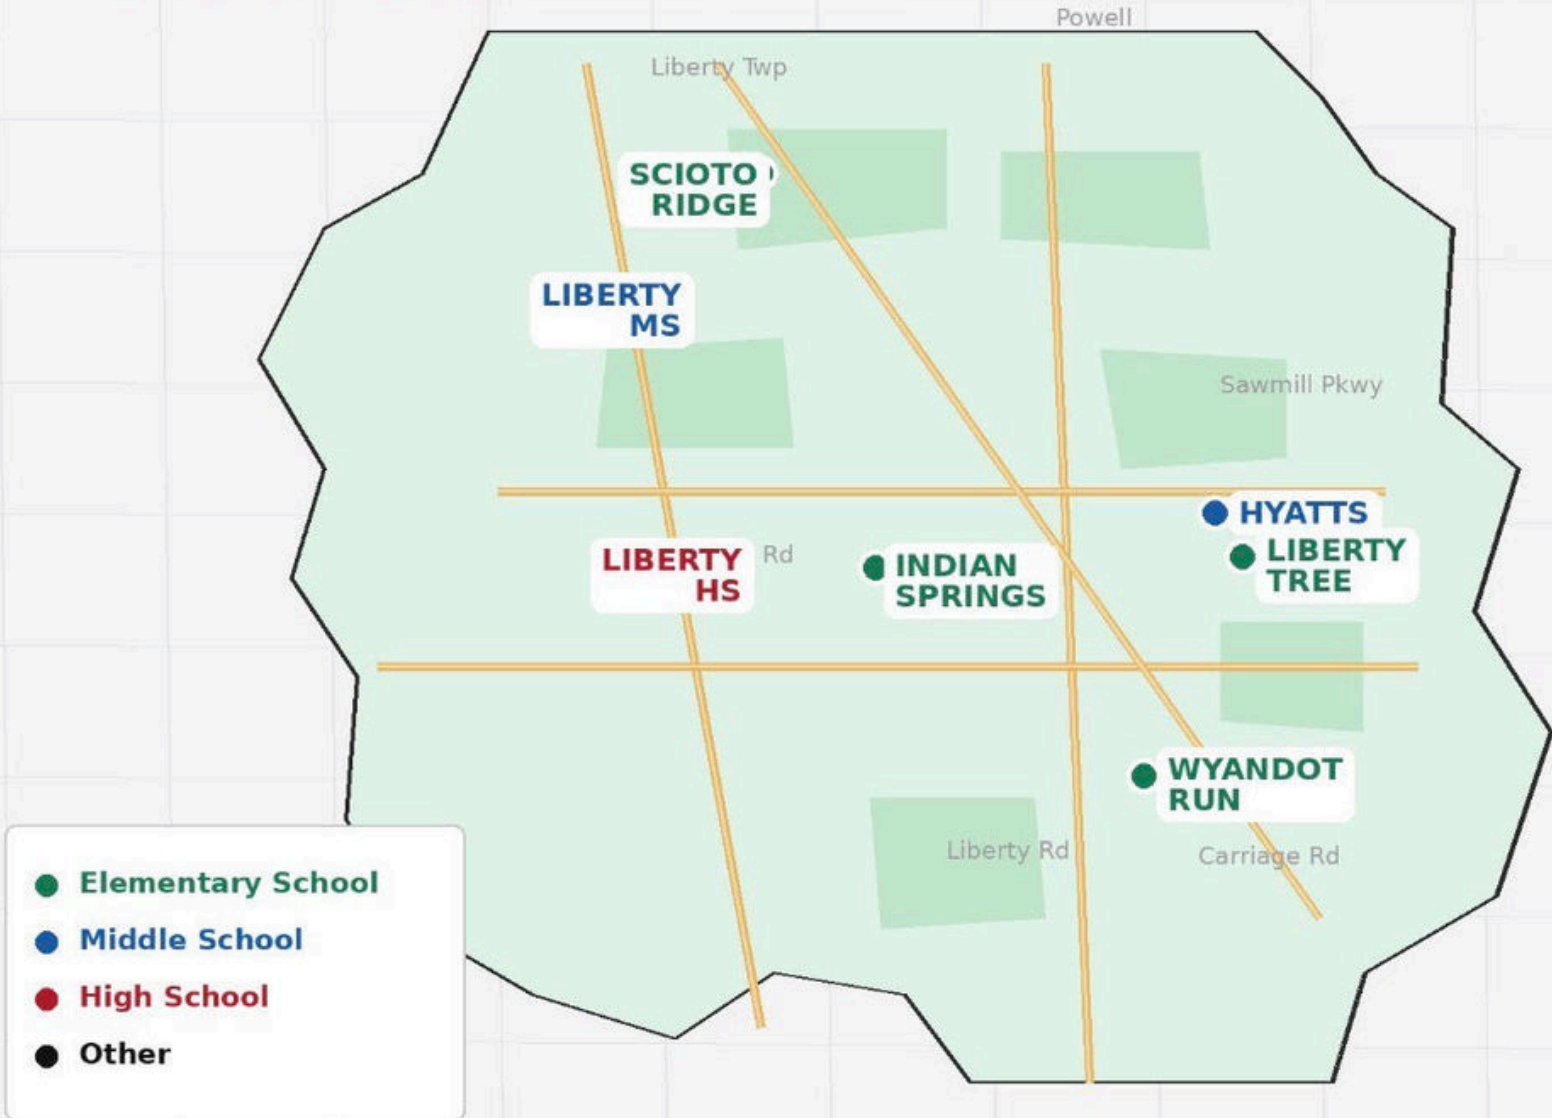 Powell
Liberty Twp
SCIOTO
RIDGE
LIBERTY
MS
Sawmill Pkwy
HYATTS
LIBERTY
TREE
LIBERTY
HS
Rd
INDIAN
SPRINGS
WYANDOT
RUN
Liberty Rd
Carriage Rd
Elementary School
Middle School
High School
Other